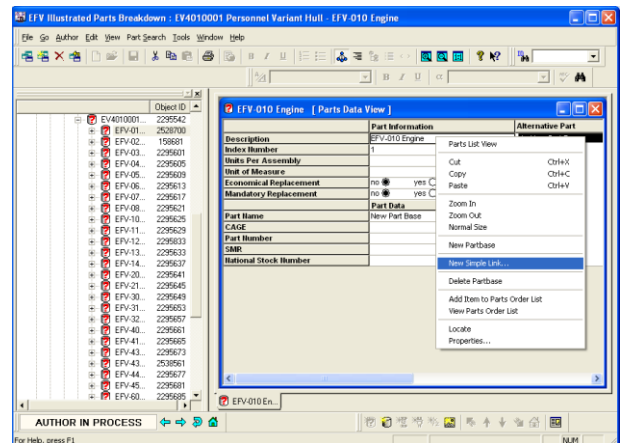 EFV Illustrated Parts Breakdown : EV4010001 Personnel Variant Hull - EFV-010 Engine
File Go Author Edit View Part Search Tools Window Help
Object ID
EV4010001... 2295542
EFV-01... 2528700
EFV-02... 158681
EFV-03... 2295601
EFV-04... 2295605
EFV-05... 2295609
EFV-06... 2295613
EFV-07... 2295617
EFV-08... 2295621
EFV-10... 2295625
EFV-11... 2295629
EFV-12... 2295833
EFV-13... 2295633
EFV-14... 2295637
EFV-20... 2295641
EFV-21... 2295645
EFV-30... 2295649
EFV-31... 2295653
EFV-32... 2295657
EFV-40... 2295661
EFV-41... 2295665
EFV-43... 2295673
EFV-43... 2538561
EFV-44... 2295677
EFV-45... 2295681
EFV-60... 2295685
EFV-010 Engine [ Parts Data View ]
Part Information Alternative Part
Description EFV-010 Engine
Index Number 1
Units Per Assembly
Unit of Measure
Economical Replacement no yes
Mandatory Replacement no yes
Part Data
Part Name New Part Base
CAGE
Part Number
SMR
National Stock Number
Parts List View
Cut Ctrl+X
Copy Ctrl+C
Paste Ctrl+V
Zoom In
Zoom Out
Normal Size
New Partbase
New Simple Link...
Delete Partbase
Add Item to Parts Order List
View Parts Order List
Locate
Properties...
EFV-010 En...
AUTHOR IN PROCESS
For Help, press F1 NUM